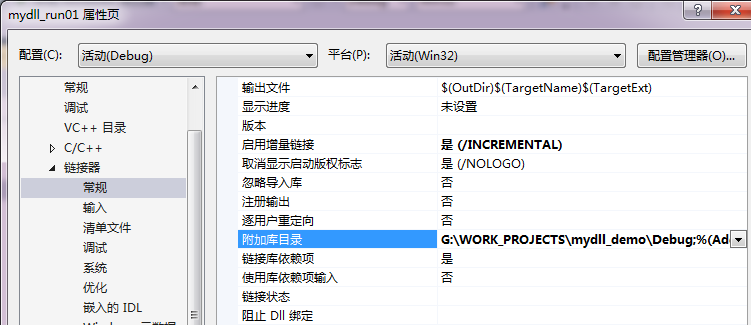 mydll_run01 属性页
配置(C): 活动(Debug) 平台(P): 活动(Win32) 配置管理器(O)...
常规
调试
VC++ 目录
C/C++
链接器
常规
输入
清单文件
调试
系统
优化
嵌入的 IDL
输出文件 $(OutDir)$(TargetName)$(TargetExt)
显示进度 未设置
版本
启用增量链接 是 (/INCREMENTAL)
取消显示启动版权标志 是 (/NOLOGO)
忽略导入库 否
注册输出 否
逐用户重定向 否
附加库目录 G:\WORK_PROJECTS\mydll_demo\Debug;%(Ad
链接库依赖项 是
使用库依赖项输入 否
链接状态
阻止 Dll 绑定